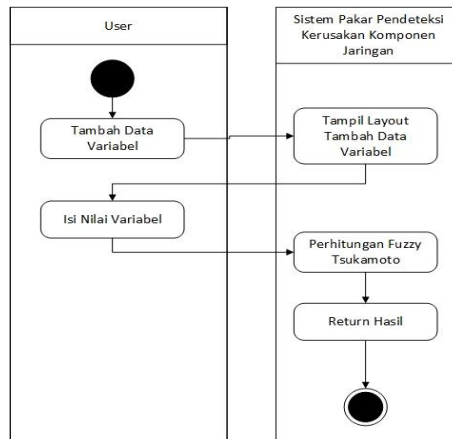 User
Sistem Pakar Pendeteksi
Kerusakan Komponen
Jaringan
Tambah Data
Variabel
Tampil Layout
Tambah Data
Variabel
Isi Nilai Variabel
Perhitungan Fuzzy
Tsukamoto
Return Hasil